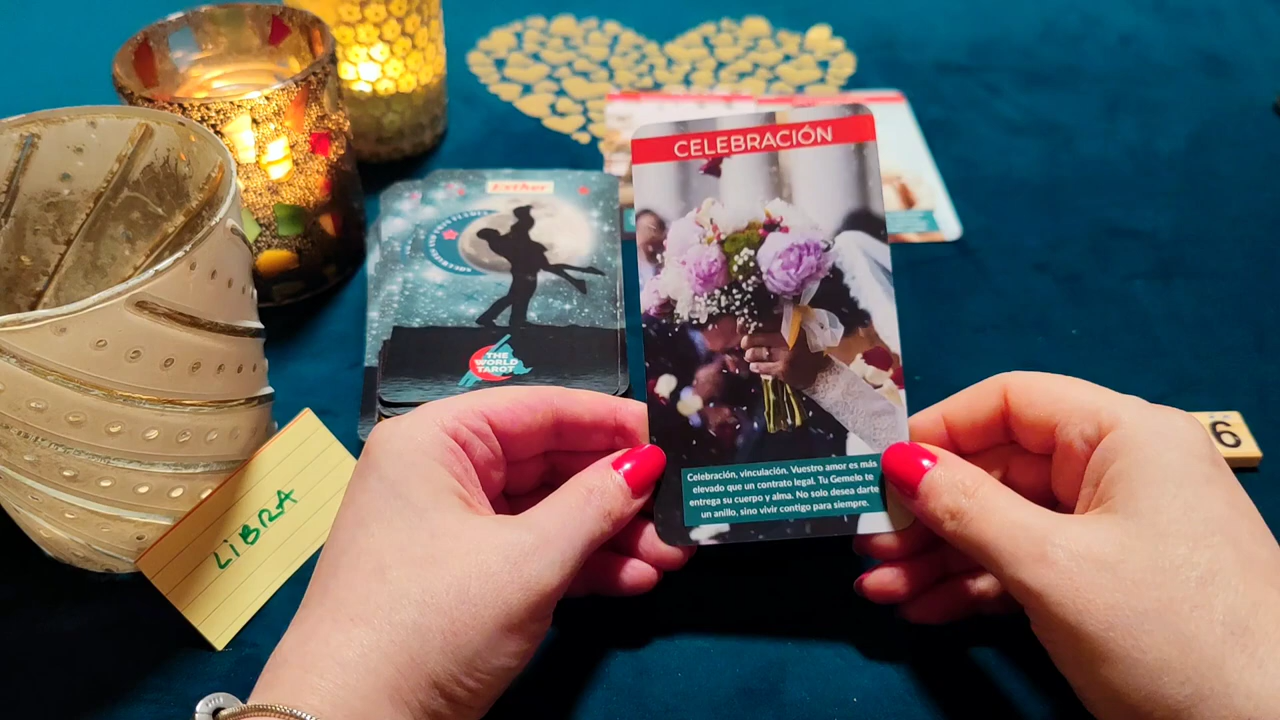 CELEBRACIÓN
Celebración, vinculación. Vuestro amor es más
elevado que un contrato legal. Tu Gemelo te
entrega su cuerpo y alma. No solo desea darte
un anillo, sino vivir contigo para siempre.
Esther
THE
WORLD
TAROT
LiBRA
6